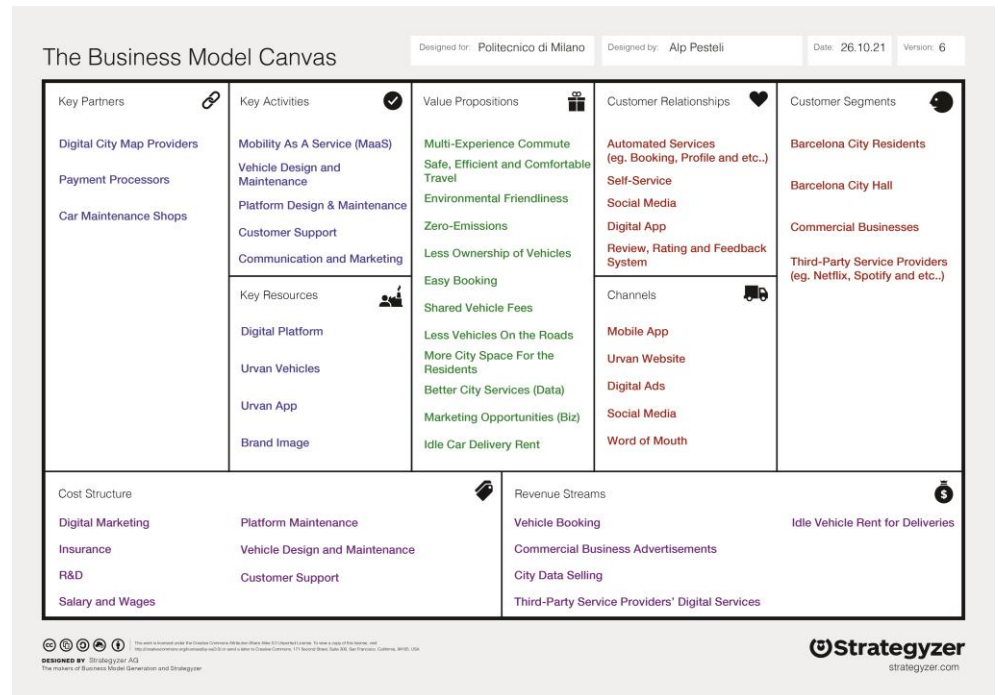 The Business Model Canvas
Designed for: Politecnico di Milano
Designed by: Alp Pesteli
Date: 26.10.21
Version: 6
Key Partners
Digital City Map Providers
Payment Processors
Car Maintenance Shops
Key Activities
Mobility As A Service (MaaS)
Vehicle Design and
Maintenance
Platform Design & Maintenance
Customer Support
Communication and Marketing
Key Resources
Digital Platform
Urvan Vehicles
Urvan App
Brand Image
Value Propositions
Multi-Experience Commute
Safe, Efficient and Comfortable
Travel
Environmental Friendliness
Zero-Emissions
Less Ownership of Vehicles
Easy Booking
Shared Vehicle Fees
Less Vehicles On the Roads
More City Space For the
Residents
Better City Services (Data)
Marketing Opportunities (Biz)
Idle Car Delivery Rent
Customer Relationships
Automated Services
(eg. Booking, Profile and etc..)
Self-Service
Social Media
Digital App
Review, Rating and Feedback
System
Channels
Mobile App
Urvan Website
Digital Ads
Social Media
Word of Mouth
Customer Segments
Barcelona City Residents
Barcelona City Hall
Commercial Businesses
Third-Party Service Providers
(eg. Netflix, Spotify and etc..)
Cost Structure
Digital Marketing
Insurance
R&D
Salary and Wages
Platform Maintenance
Vehicle Design and Maintenance
Customer Support
Revenue Streams
Vehicle Booking
Commercial Business Advertisements
City Data Selling
Third-Party Service Providers' Digital Services
Idle Vehicle Rent for Deliveries
DESIGNED BY: Strategyzer AG
The makers of Business Model Generation and Strategyzer
Strategyzer
strategyzer.com